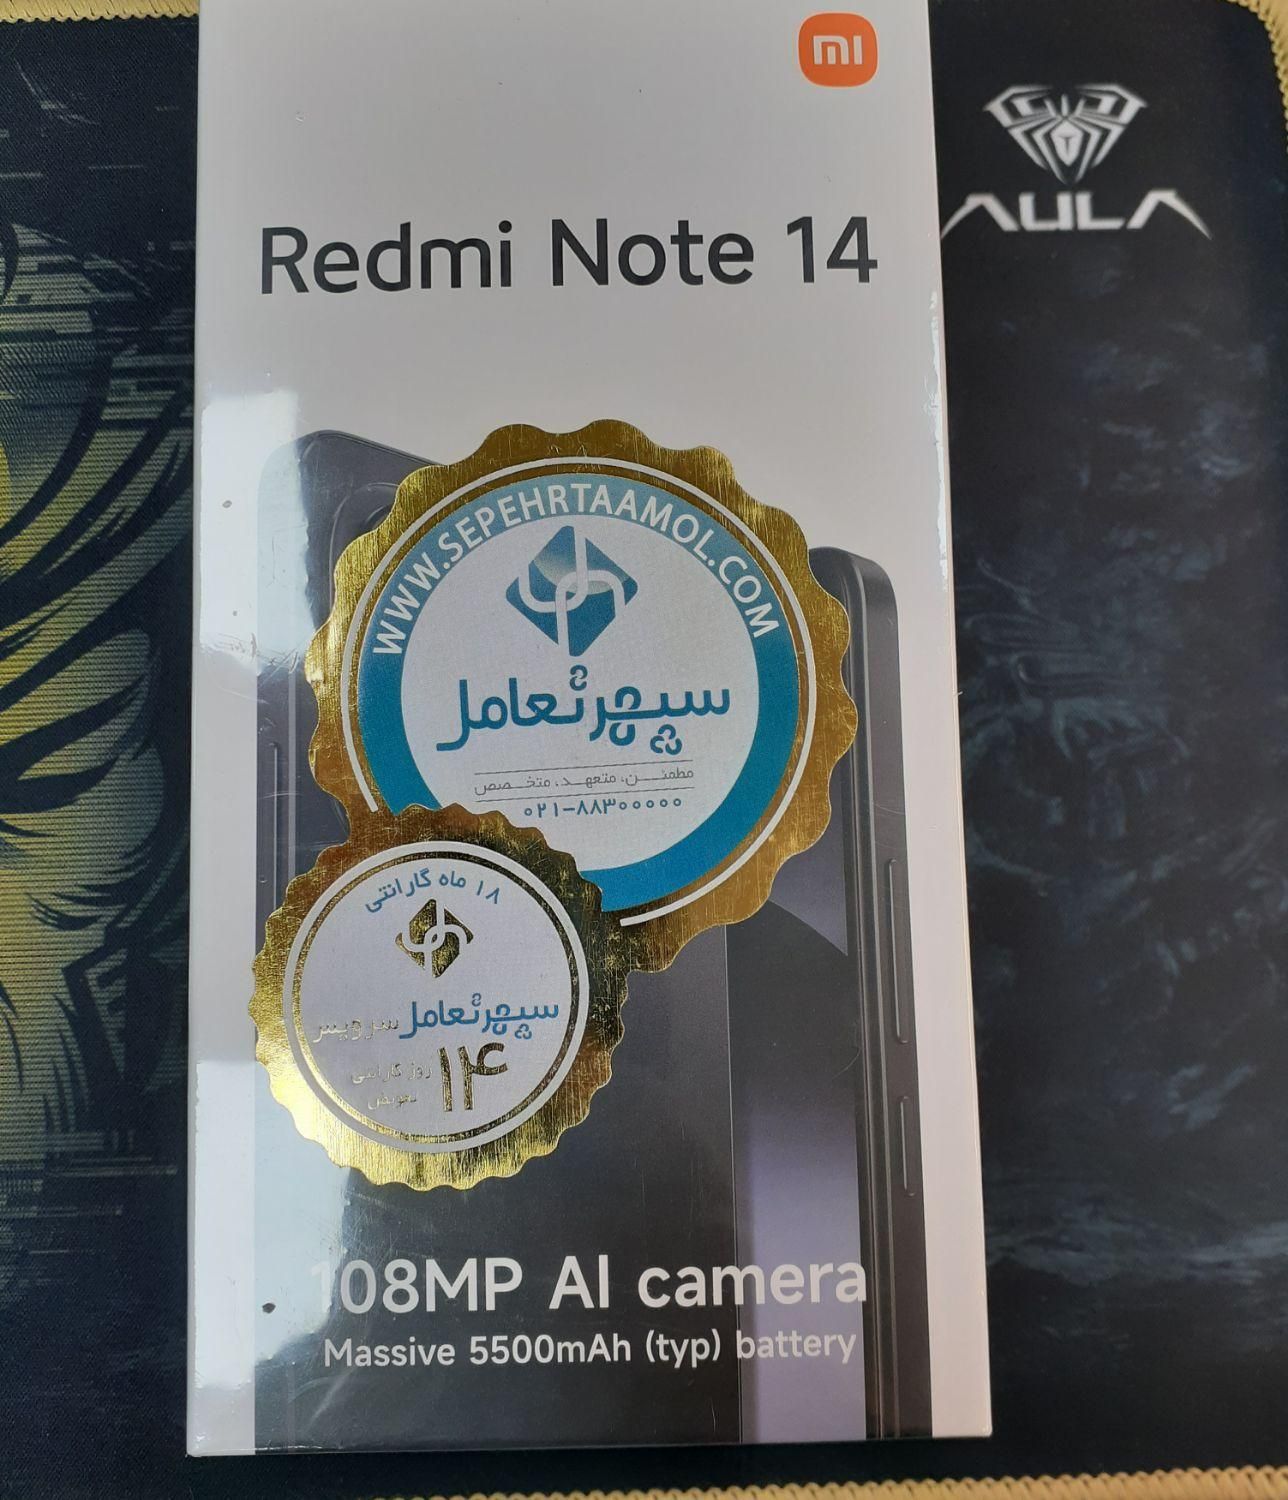 mi
Redmi Note 14
AULA
WWW.SEPEHRTAAMOL.COM
سپهرتعامل
مطمئن، متعهد، متخصص
۰۲۱-۸۸۳۰۰۰۰۰
۱۸ ماه گارانتی
سپهرتعامل سرویس
۱۴ روز گارانتی
تعویض
108MP AI camera
Massive 5500mAh (typ) battery